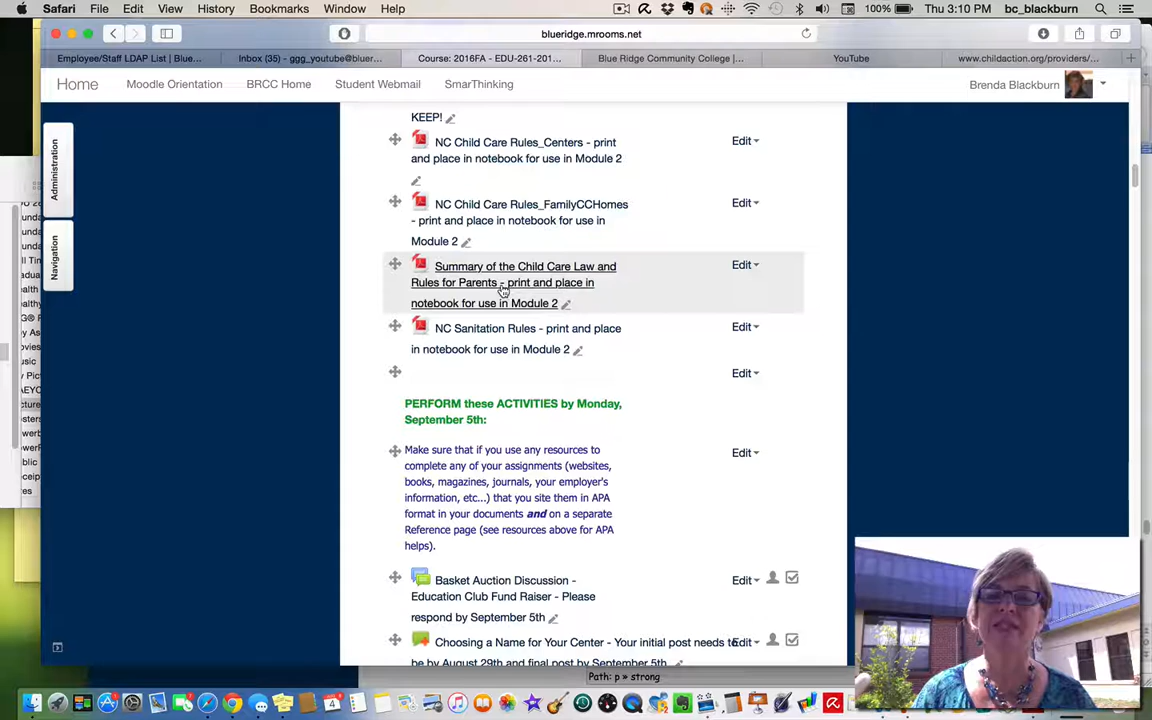 Safari File Edit View History Bookmarks Window Help 100% Thu 3:10 PM bc_blackburn
blueridge.mrooms.net
Employee/Staff LDAP List | Blue... Inbox (35) - ggg_youtube@bluer... Course: 2016FA - EDU-261-201... Blue Ridge Community College |... YouTube www.childaction.org/providers/...
Home Moodle Orientation BRCC Home Student Webmail SmarThinking Brenda Blackburn
Administration
Navigation
KEEP!
NC Child Care Rules_Centers - print Edit
and place in notebook for use in Module 2
NC Child Care Rules_FamilyCCHomes Edit
- print and place in notebook for use in
Module 2
Summary of the Child Care Law and Edit
Rules for Parents - print and place in
notebook for use in Module 2
NC Sanitation Rules - print and place Edit
in notebook for use in Module 2
Edit
PERFORM these ACTIVITIES by Monday,
September 5th:
Make sure that if you use any resources to Edit
complete any of your assignments (websites,
books, magazines, journals, your employer's
information, etc...) that you site them in APA
format in your documents and on a separate
Reference page (see resources above for APA
helps).
Basket Auction Discussion - Edit
Education Club Fund Raiser - Please
respond by September 5th
Choosing a Name for Your Center - Your initial post needs to Edit
be by August 29th and final post by September 5th
Path: p » strong